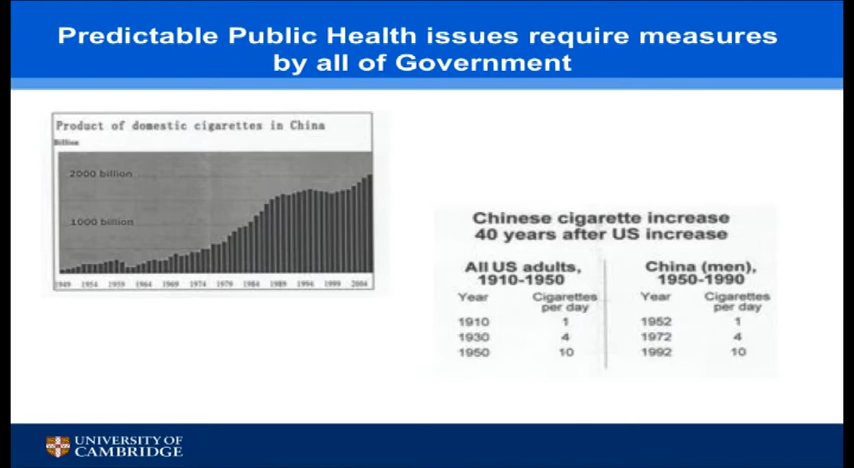 Predictable Public Health issues require measures
by all of Government
Product of domestic cigarettes in China
Billion
2000 billion
1000 billion
1949 1954 1959 1964 1969 1974 1979 1984 1989 1994 1999 2004
Chinese cigarette increase
40 years after US increase
All US adults,
1910-1950
Year Cigarettes
per day
1910 1
1930 4
1950 10
China (men),
1950-1990
Year Cigarettes
per day
1952 1
1972 4
1992 10
UNIVERSITY OF
CAMBRIDGE